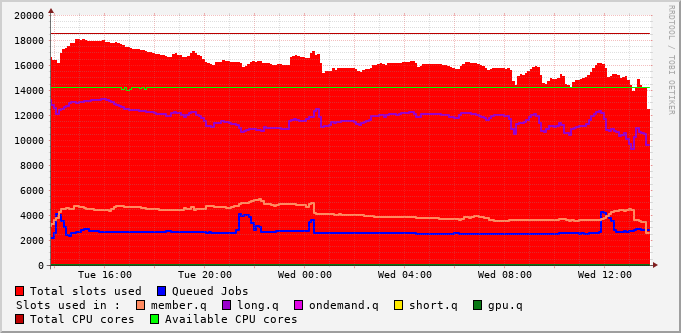 20000
18000
16000
14000
12000
10000
8000
6000
4000
2000
0
Tue 16:00 Tue 20:00 Wed 00:00 Wed 04:00 Wed 08:00 Wed 12:00
Total slots used Queued Jobs
Slots used in : member.q long.q ondemand.q short.q gpu.q
Total CPU cores Available CPU cores
RRDTOOL / TOBI OETIKER